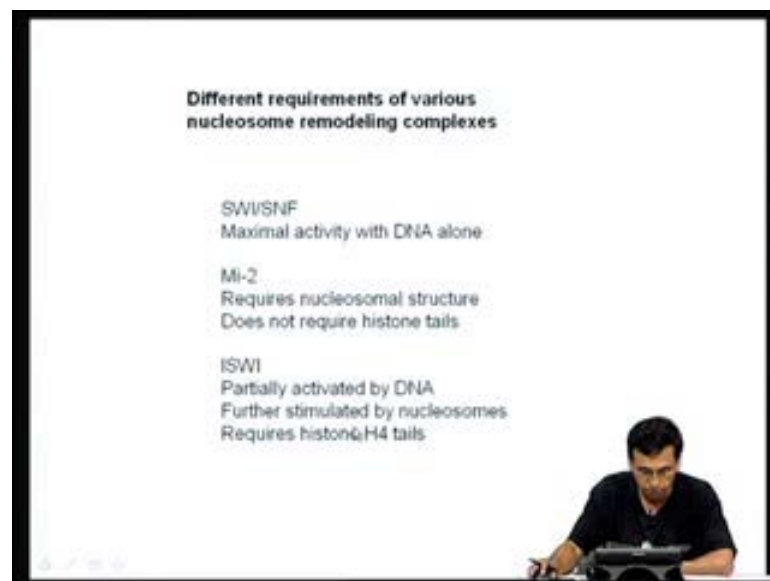 Different requirements of various
nucleosome remodeling complexes
SWI/SNF
Maximal activity with DNA alone
Mi-2
Requires nucleosomal structure
Does not require histone tails
ISWI
Partially activated by DNA
Further stimulated by nucleosomes
Requires histone H4 tails